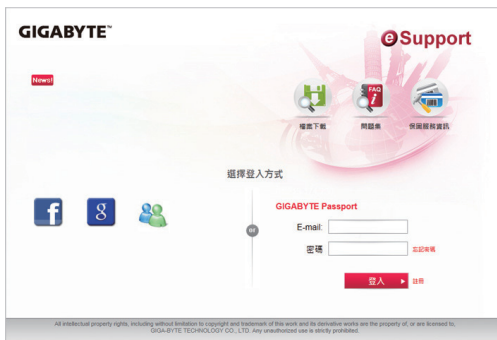 GIGABYTE™
eSupport
News!
FAQ
檔案下載
問題集
保固服務資訊
選擇登入方式
or
GIGABYTE Passport
E-mail:
密碼
忘記密碼
登入
註冊
All intellectual property rights, including without limitation to copyright and trademark of this work and its derivative works are the property of, or are licensed to,
GIGA-BYTE TECHNOLOGY CO., LTD. Any unauthorized use is strictly prohibited.